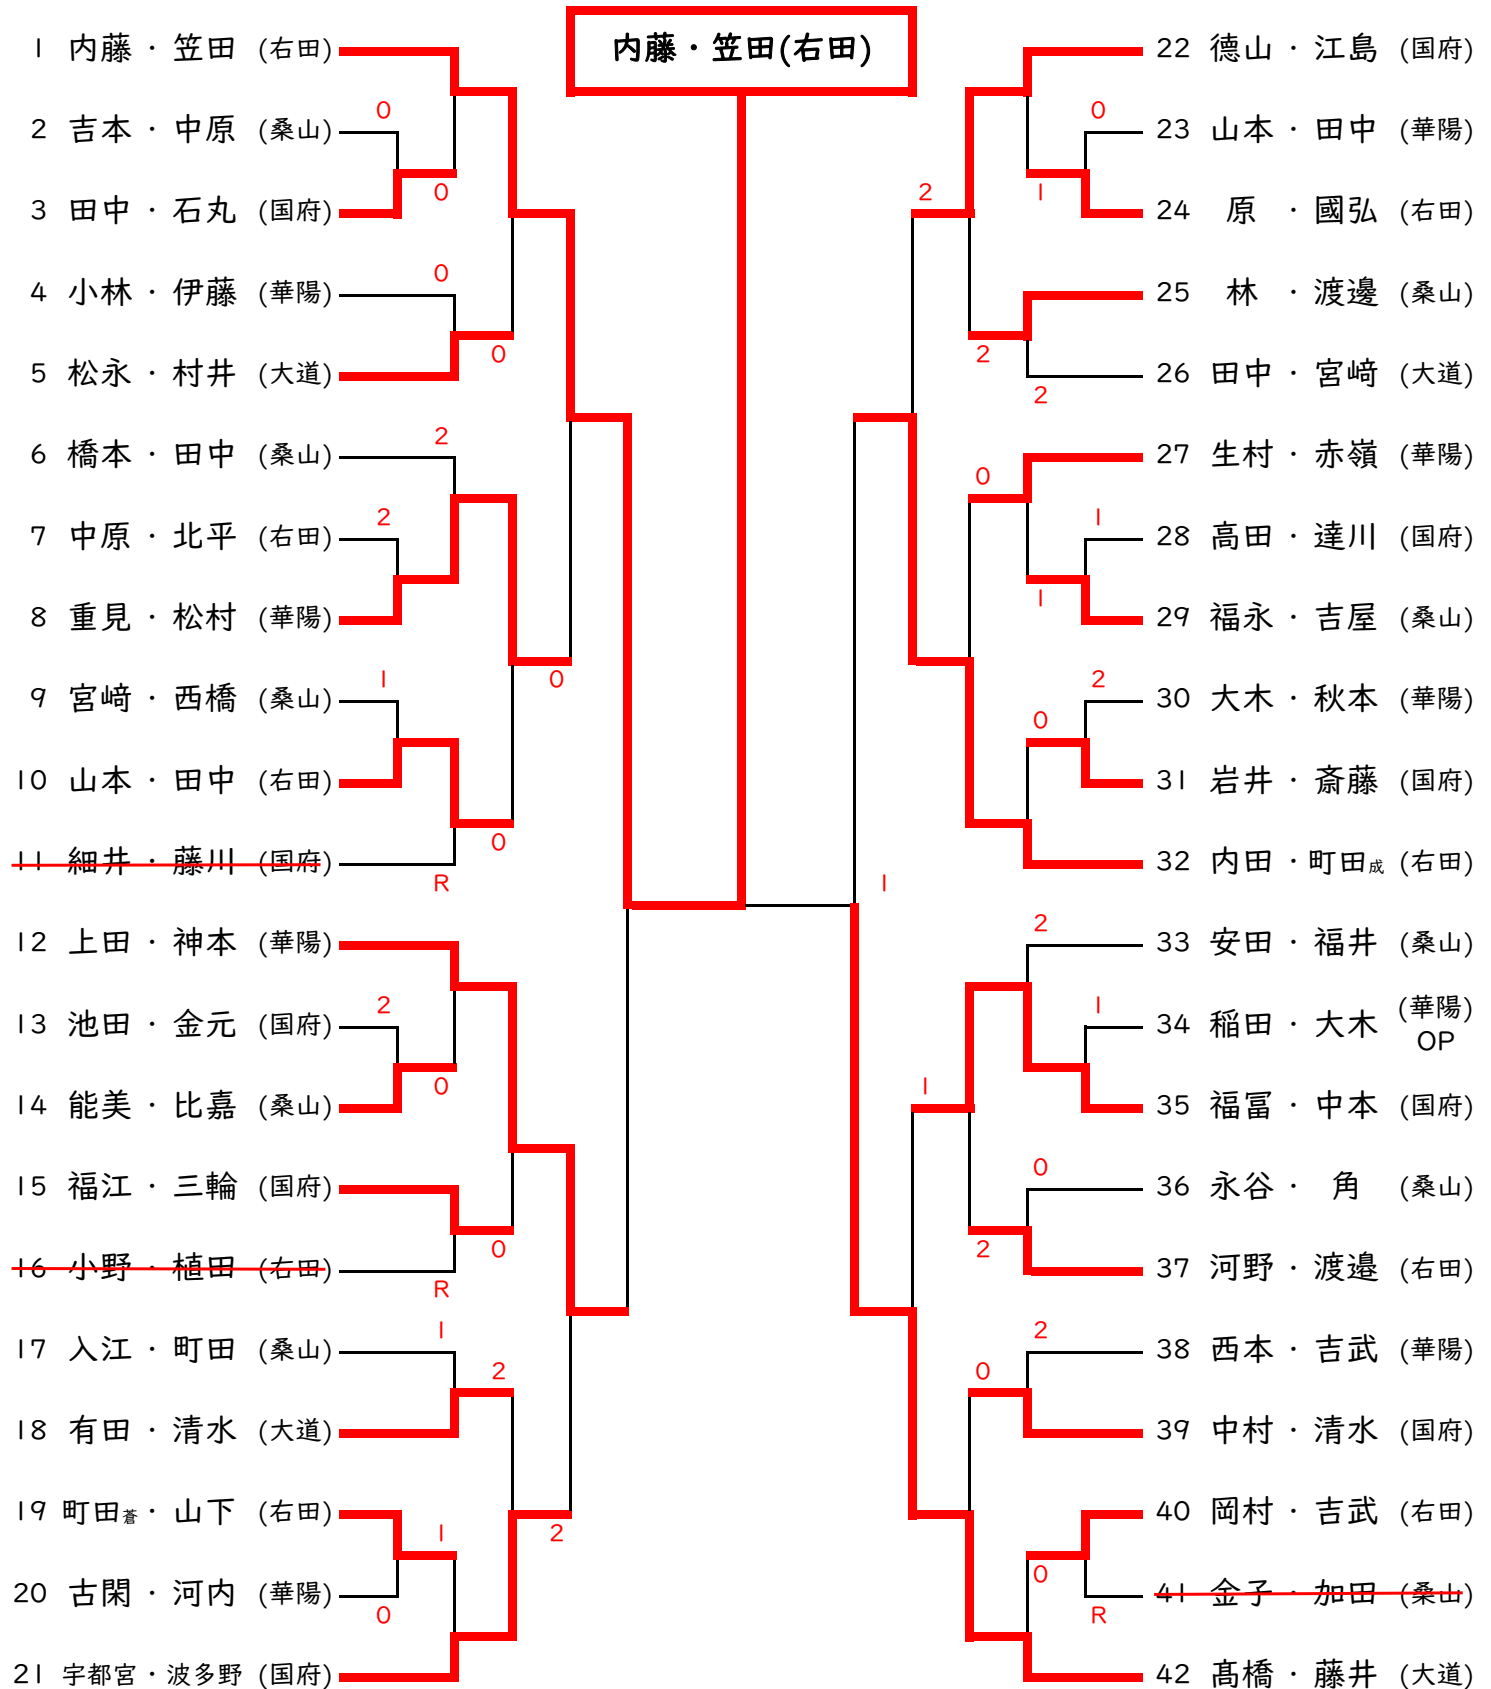 内藤・笠田(右田)
1 内藤・笠田 (右田)
0
2 吉本・中原 (桑山)
0
3 田中・石丸 (国府)
0
4 小林・伊藤 (華陽)
0
5 松永・村井 (大道)
2
6 橋本・田中 (桑山)
2
7 中原・北平 (右田)
8 重見・松村 (華陽)
0
1
9 宮﨑・西橋 (桑山)
10 山本・田中 (右田)
0
11 細井・藤川 (国府)
R
12 上田・神本 (華陽)
2
13 池田・金元 (国府)
0
14 能美・比嘉 (桑山)
15 福江・三輪 (国府)
0
16 小野・植田 (右田)
R
1
17 入江・町田 (桑山)
2
18 有田・清水 (大道)
19 町田蒼・山下 (右田)
1
2
20 古閑・河内 (華陽)
0
21 宇都宮・波多野 (国府)
22 德山・江島 (国府)
0
23 山本・田中 (華陽)
2
1
24 原・國弘 (右田)
25 林・渡邊 (桑山)
2
26 田中・宮﨑 (大道)
2
27 生村・赤嶺 (華陽)
0
1
28 高田・達川 (国府)
1
29 福永・吉屋 (桑山)
2
30 大木・秋本 (華陽)
0
31 岩井・斎藤 (国府)
32 内田・町田成 (右田)
1
2
33 安田・福井 (桑山)
1
34 稲田・大木 (華陽)
OP
1
35 福冨・中本 (国府)
0
36 永谷・角 (桑山)
2
37 河野・渡邉 (右田)
2
38 西本・吉武 (華陽)
0
39 中村・清水 (国府)
40 岡村・吉武 (右田)
0
41 金子・加田 (桑山)
R
42 髙橋・藤井 (大道)